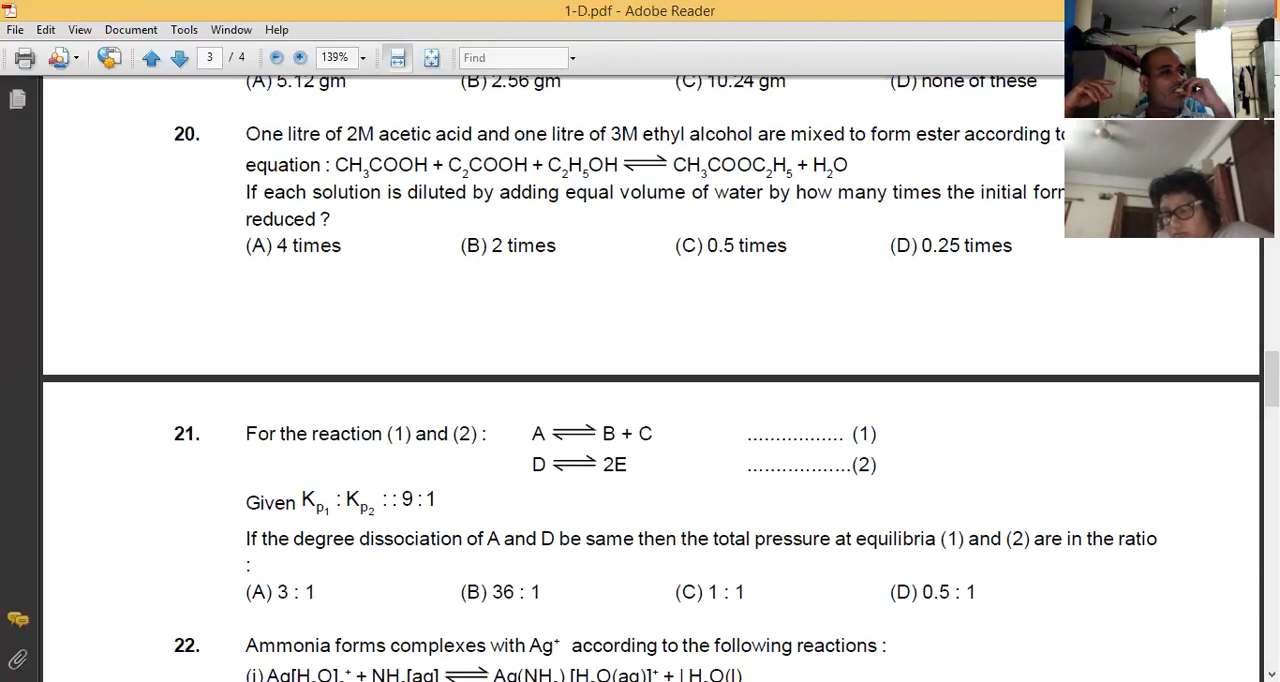 1-D.pdf - Adobe Reader
File Edit View Document Tools Window Help
3 / 4 139% Find
(A) 5.12 gm (B) 2.56 gm (C) 10.24 gm (D) none of these
20. One litre of 2M acetic acid and one litre of 3M ethyl alcohol are mixed to form ester according to
equation : CH₃COOH + C₂COOH + C₂H₅OH ⇌ CH₃COOC₂H₅ + H₂O
If each solution is diluted by adding equal volume of water by how many times the initial
reduced ?
(A) 4 times (B) 2 times (C) 0.5 times (D) 0.25 times
21. For the reaction (1) and (2) : A ⇌ B + C ................. (1)
D ⇌ 2E ..................(2)
Given Kp₁ : Kp₂ : : 9 : 1
If the degree dissociation of A and D be same then the total pressure at equilibria (1) and (2) are in the ratio
:
(A) 3 : 1 (B) 36 : 1 (C) 1 : 1 (D) 0.5 : 1
22. Ammonia forms complexes with Ag⁺ according to the following reactions :
(i) Ag[H₂O]₂⁺ + NH₃[aq] ⇌ Ag(NH₃) [H₂O(aq)]⁺ + | H₂O(l)